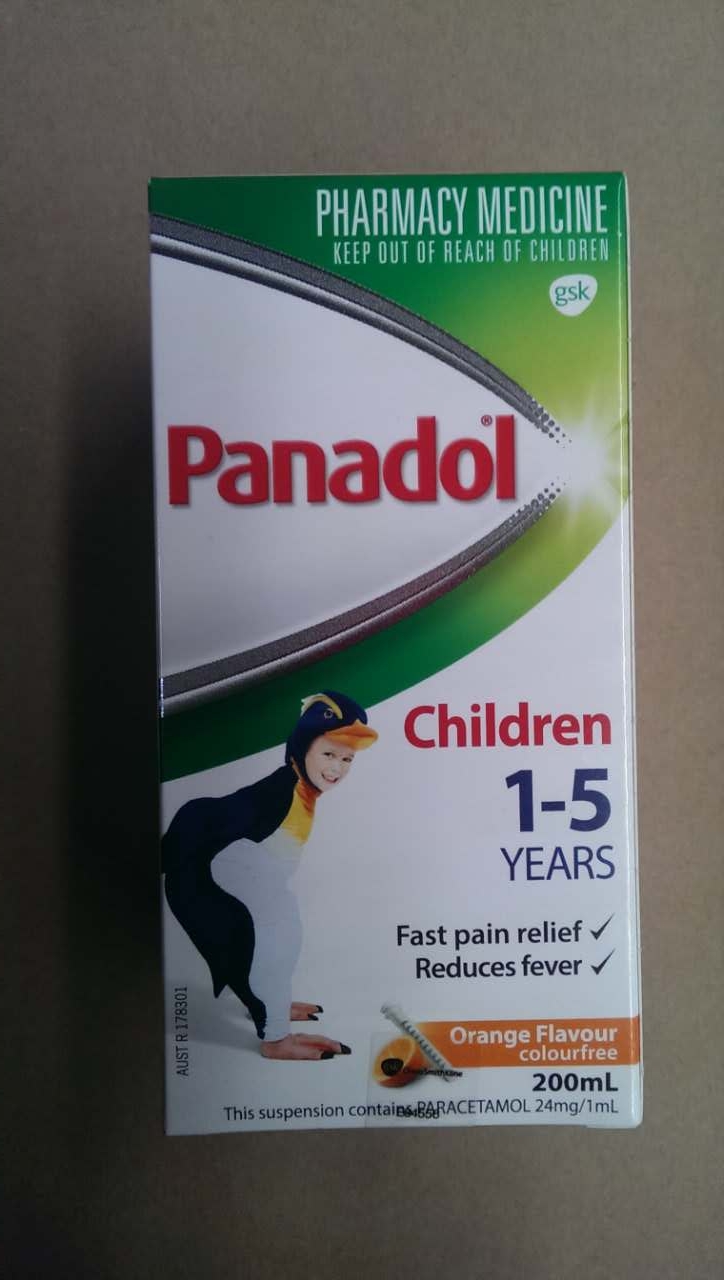 PHARMACY MEDICINE
KEEP OUT OF REACH OF CHILDREN
gsk
Panadol®
Children
1-5
YEARS
Fast pain relief ✓
Reduces fever ✓
AUST R 178301
Orange Flavour
colourfree
GlaxoSmithKline
200mL
This suspension contains PARACETAMOL 24mg/1mL